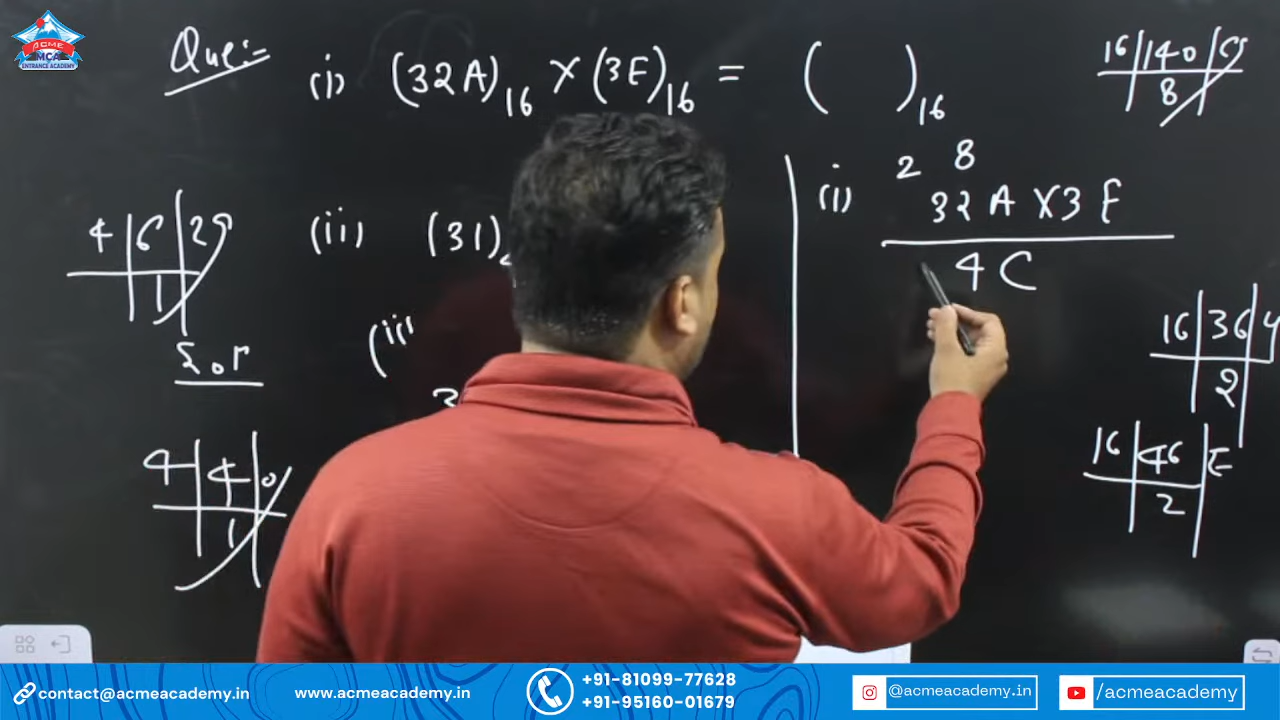 ACME
MCA
ENTRANCE ACADEMY
Que:-
(i) (32A)16 X (3E)16 = ( )16
16 140 C
8
(i) 2 8
32 A X 3 E
4 C
4 6 2
1
(ii) (31)
For
(iii
3
4 4 0
1
16 36 4
2
16 46 E
2
contact@acmeacademy.in
www.acmeacademy.in
+91-81099-77628
+91-95160-01679
@acmeacademy.in
/acmeacademy